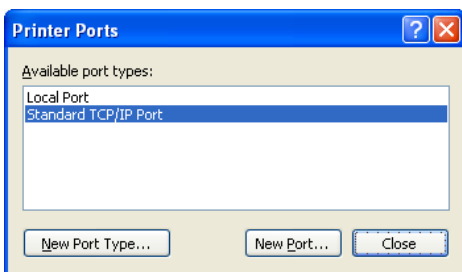 Printer Ports
Available port types:
Local Port
Standard TCP/IP Port
New Port Type... New Port... Close